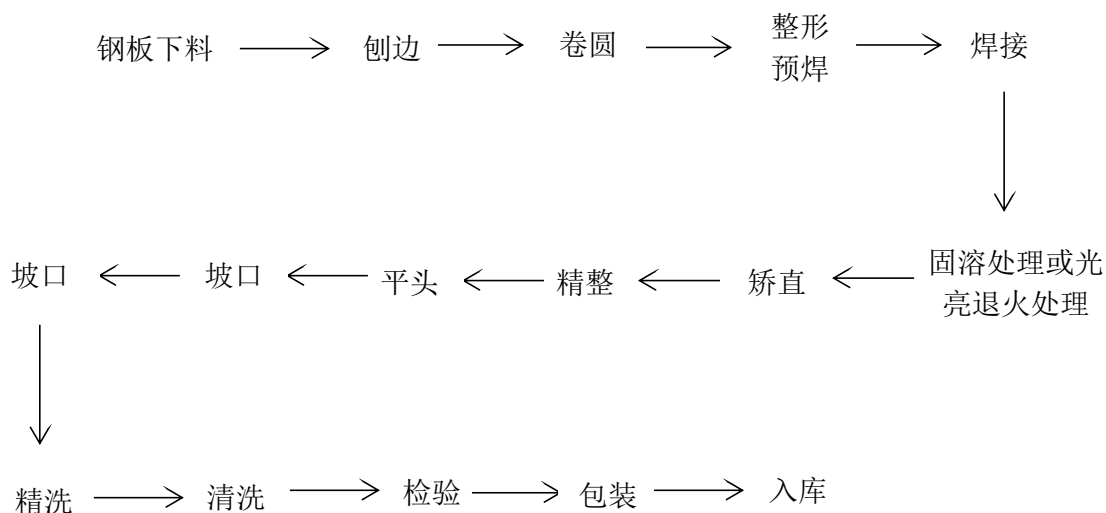 钢板下料
刨边
卷圆
整形
预焊
焊接
固溶处理或光
亮退火处理
矫直
精整
平头
坡口
坡口
精洗
清洗
检验
包装
入库